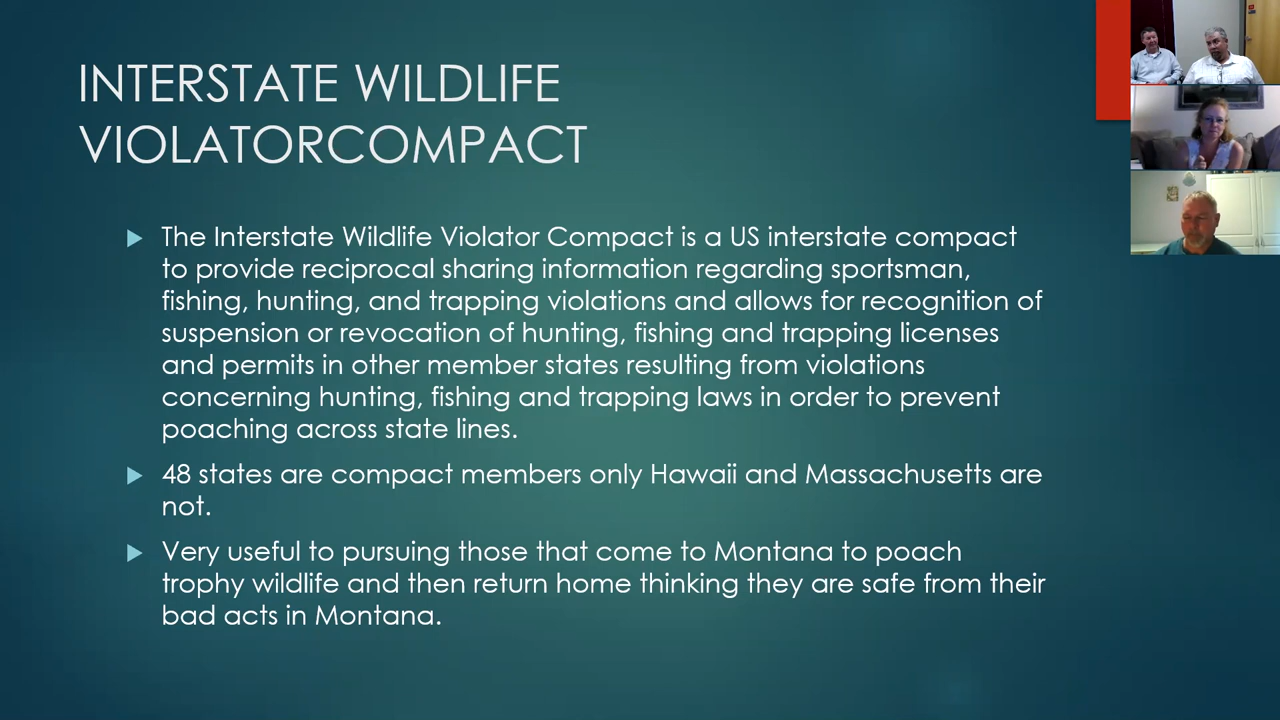 INTERSTATE WILDLIFE
VIOLATORCOMPACT
The Interstate Wildlife Violator Compact is a US interstate compact
to provide reciprocal sharing information regarding sportsman,
fishing, hunting, and trapping violations and allows for recognition of
suspension or revocation of hunting, fishing and trapping licenses
and permits in other member states resulting from violations
concerning hunting, fishing and trapping laws in order to prevent
poaching across state lines.
48 states are compact members only Hawaii and Massachusetts are
not.
Very useful to pursuing those that come to Montana to poach
trophy wildlife and then return home thinking they are safe from their
bad acts in Montana.